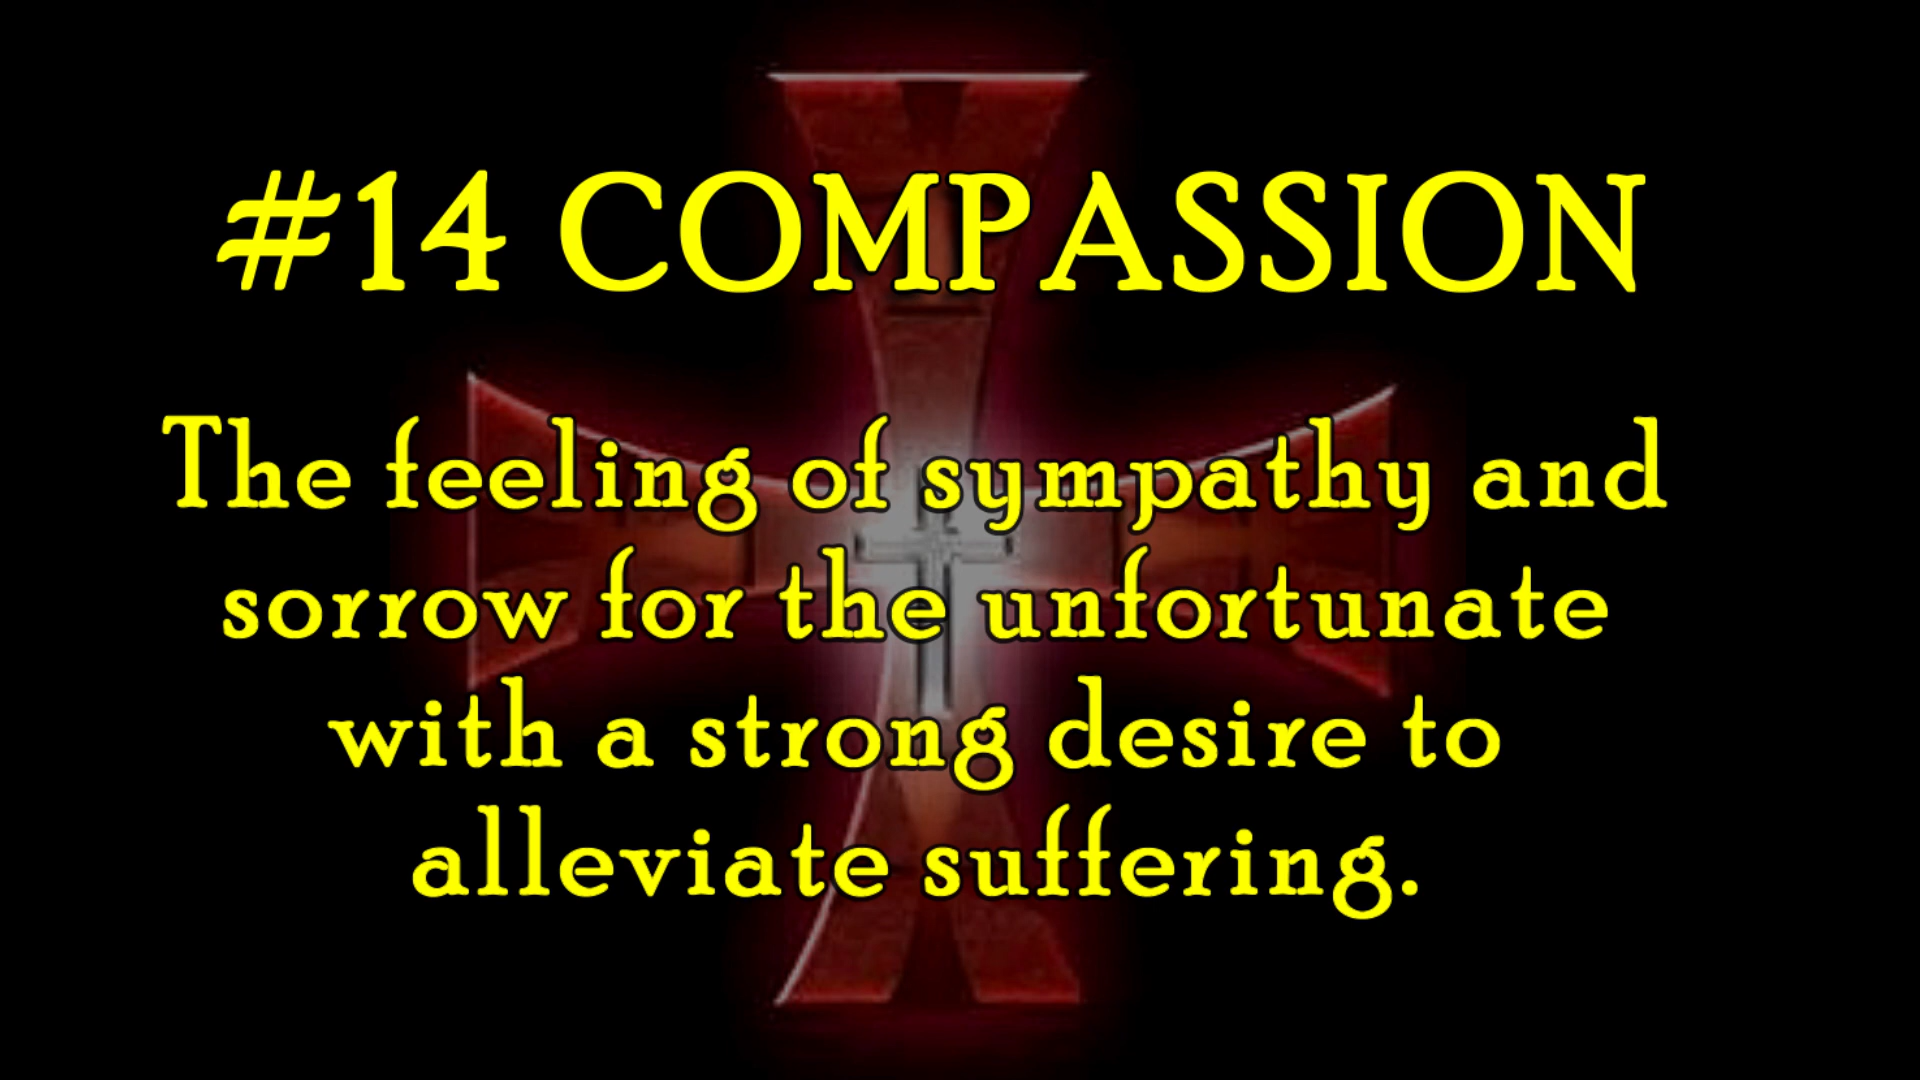 #14 COMPASSION
The feeling of sympathy and
sorrow for the unfortunate
with a strong desire to
alleviate suffering.